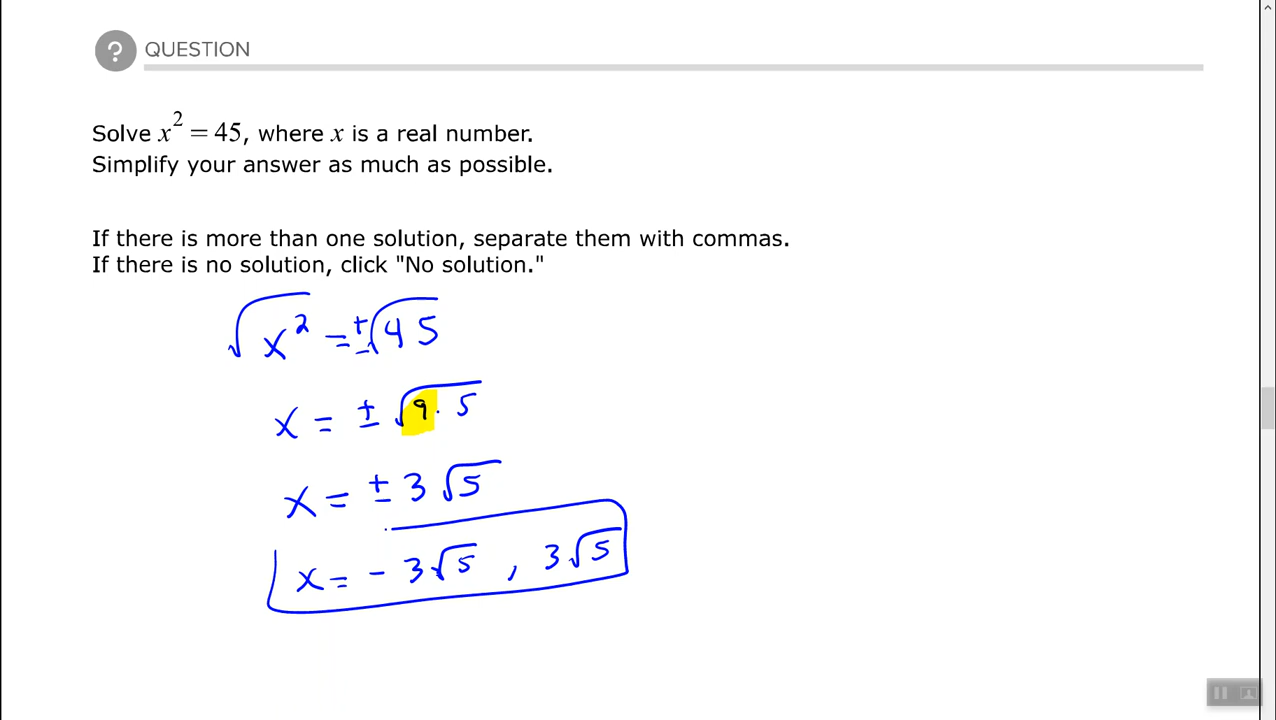 ? QUESTION
Solve x² = 45, where x is a real number.
Simplify your answer as much as possible.
If there is more than one solution, separate them with commas.
If there is no solution, click "No solution."
√x² = ±√45
x = ±√9·5
x = ±3√5
x = -3√5, 3√5